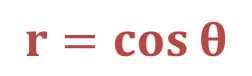 r = cos θ